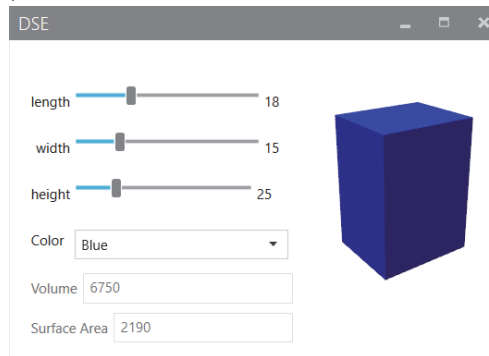 DSE
length 18
width 15
height 25
Color Blue
Volume 6750
Surface Area 2190